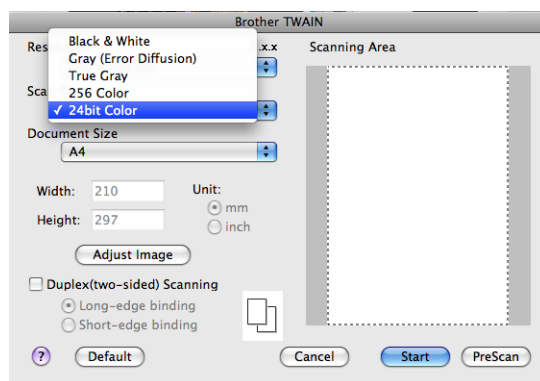 Brother TWAIN
Res
.x.x
Scanning Area
Black & White
Gray (Error Diffusion)
True Gray
256 Color
Sca
✓ 24bit Color
Document Size
A4
Width: 210
Unit:
mm
Height: 297
inch
Adjust Image
Duplex(two-sided) Scanning
Long-edge binding
Short-edge binding
? Default Cancel Start PreScan